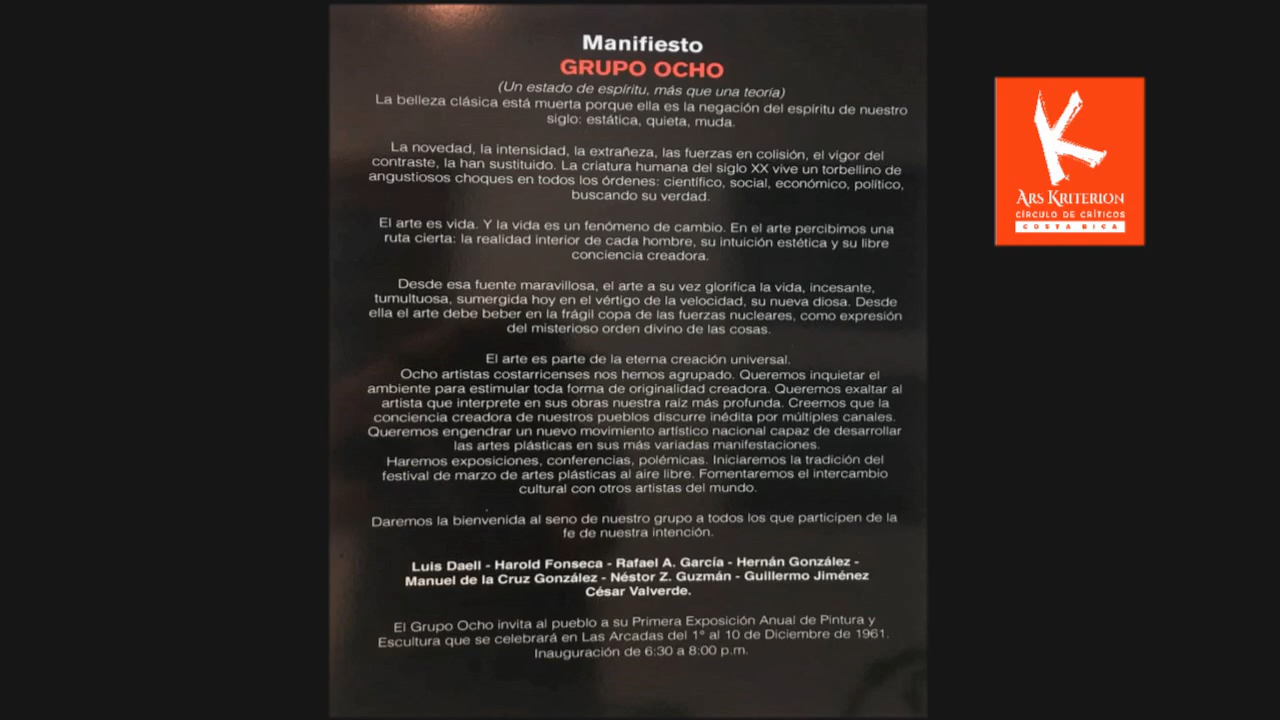 Manifiesto
GRUPO OCHO
(Un estado de espíritu, más que una teoría)
La belleza clásica está muerta porque ella es la negación del espíritu de nuestro
siglo: estática, quieta, muda.
La novedad, la intensidad, la extrañeza, las fuerzas en colisión, el vigor del
contraste, la han sustituido. La criatura humana del siglo XX vive un torbellino de
angustiosos choques en todos los órdenes: científico, social, económico, político,
buscando su verdad.
El arte es vida. Y la vida es un fenómeno de cambio. En el arte percibimos una
ruta cierta: la realidad interior de cada hombre, su intuición estética y su libre
conciencia creadora.
Desde esa fuente maravillosa, el arte a su vez glorifica la vida, incesante,
tumultuosa, sumergida hoy en el vértigo de la velocidad, su nueva diosa. Desde
ella el arte debe beber en la frágil copa de las fuerzas nucleares, como expresión
del misterioso orden divino de las cosas.
El arte es parte de la eterna creación universal.
Ocho artistas costarricenses nos hemos agrupado. Queremos inquietar el
ambiente para estimular toda forma de originalidad creadora. Queremos exaltar al
artista que interprete en sus obras nuestra raíz más profunda. Creemos que la
conciencia creadora de nuestros pueblos discurre inédita por múltiples canales.
Queremos engendrar un nuevo movimiento artístico nacional capaz de desarrollar
las artes plásticas en sus más variadas manifestaciones.
Haremos exposiciones, conferencias, polémicas. Iniciaremos la tradición del
festival de marzo de artes plásticas al aire libre. Fomentaremos el intercambio
cultural con otros artistas del mundo.
Daremos la bienvenida al seno de nuestro grupo a todos los que participen de la
fe de nuestra intención.
Luis Daell - Harold Fonseca - Rafael A. García - Hernán González -
Manuel de la Cruz González - Néstor Z. Guzmán - Guillermo Jiménez
César Valverde.
El Grupo Ocho invita al pueblo a su Primera Exposición Anual de Pintura y
Escultura que se celebrará en Las Arcadas del 1° al 10 de Diciembre de 1961.
Inauguración de 6:30 a 8:00 p.m.
K
ARS KRITERION
CÍRCULO DE CRÍTICOS
COSTA RICA